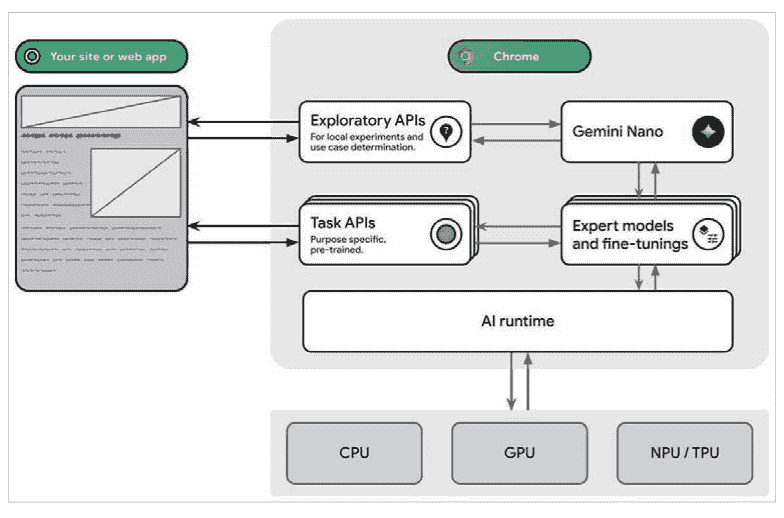 Your site or web app
Chrome
Exploratory APIs
For local experiments and
use case determination.
?
Gemini Nano
Task APIs
Purpose specific,
pre-trained.
Expert models
and fine-tunings
AI runtime
CPU
GPU
NPU / TPU